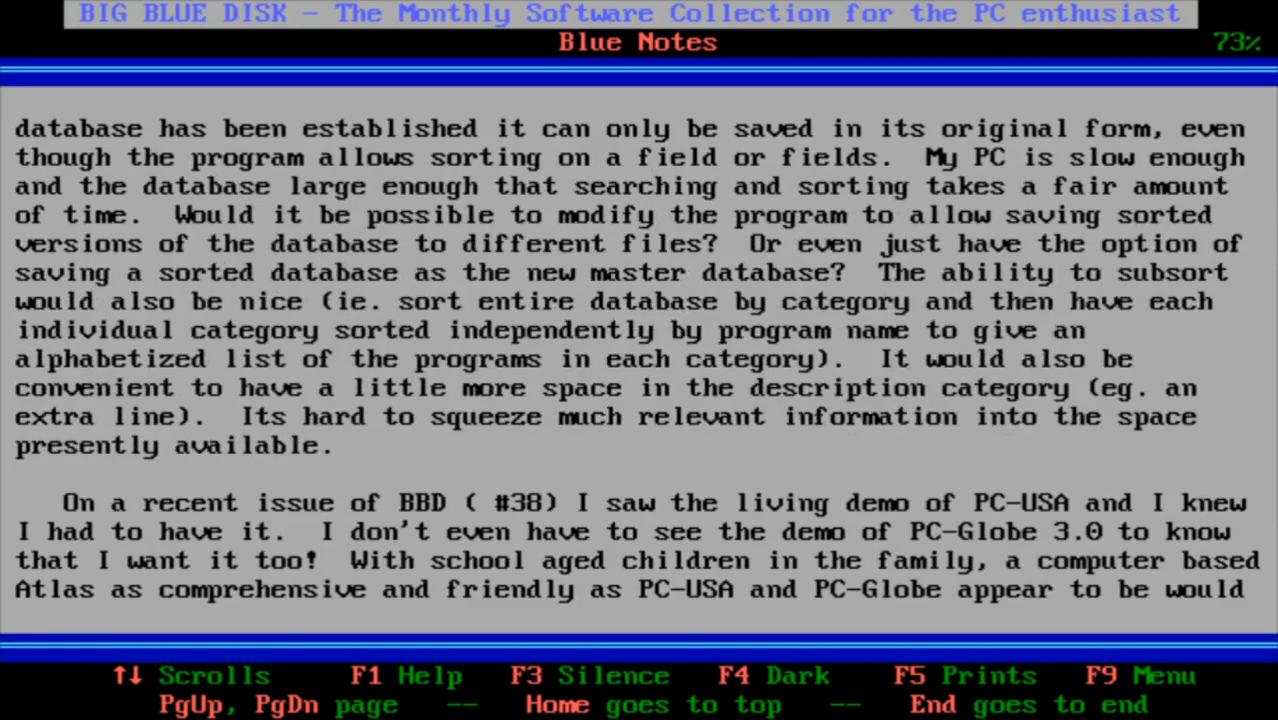 BIG BLUE DISK - The Monthly Software Collection for the PC enthusiast
Blue Notes 73%
database has been established it can only be saved in its original form, even
though the program allows sorting on a field or fields.  My PC is slow enough
and the database large enough that searching and sorting takes a fair amount
of time.  Would it be possible to modify the program to allow saving sorted
versions of the database to different files?  Or even just have the option of
saving a sorted database as the new master database?  The ability to subsort
would also be nice (ie. sort entire database by category and then have each
individual category sorted independently by program name to give an
alphabetized list of the programs in each category).  It would also be
convenient to have a little more space in the description category (eg. an
extra line).  Its hard to squeeze much relevant information into the space
presently available.
On a recent issue of BBD ( #38) I saw the living demo of PC-USA and I knew
I had to have it.  I don't even have to see the demo of PC-Globe 3.0 to know
that I want it too!  With school aged children in the family, a computer based
Atlas as comprehensive and friendly as PC-USA and PC-Globe appear to be would
↑↓ Scrolls F1 Help F3 Silence F4 Dark F5 Prints F9 Menu
PgUp, PgDn page -- Home goes to top -- End goes to end